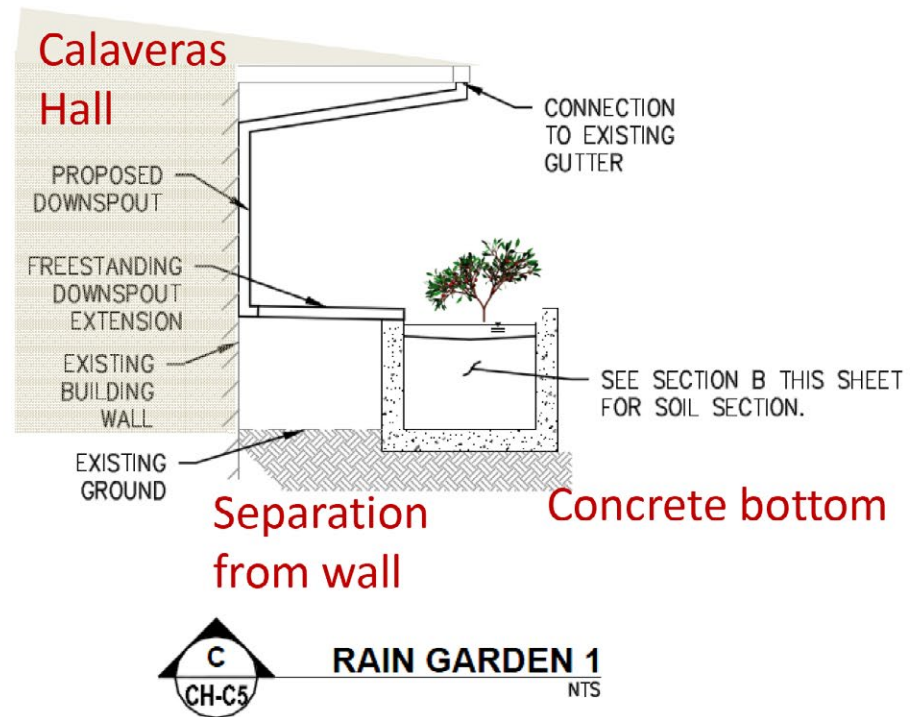 Calaveras
Hall
CONNECTION
TO EXISTING
GUTTER
PROPOSED
DOWNSPOUT
FREESTANDING
DOWNSPOUT
EXTENSION
EXISTING
BUILDING
WALL
SEE SECTION B THIS SHEET
FOR SOIL SECTION.
EXISTING
GROUND
Separation
from wall
Concrete bottom
C
CH-C5
RAIN GARDEN 1
NTS